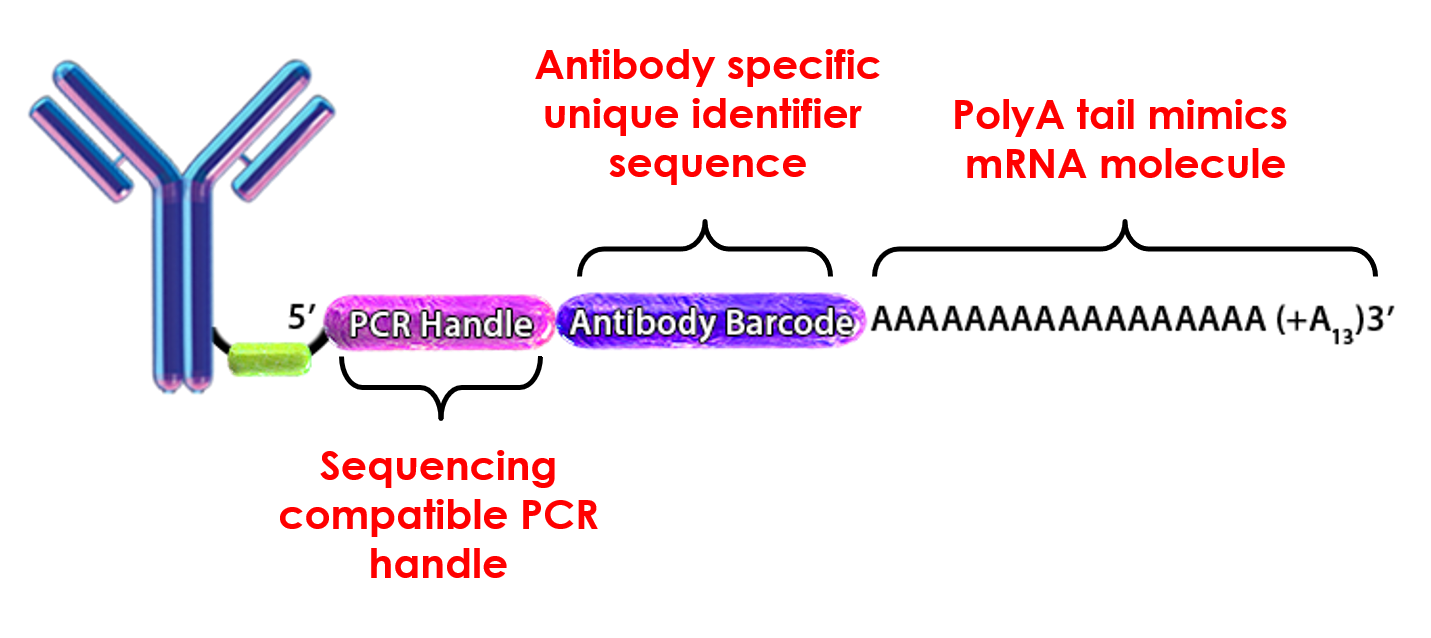 Antibody specific
unique identifier
sequence
PolyA tail mimics
mRNA molecule
5′ PCR Handle Antibody Barcode AAAAAAAAAAAAAAAAA (+A13)3′
Sequencing
compatible PCR
handle